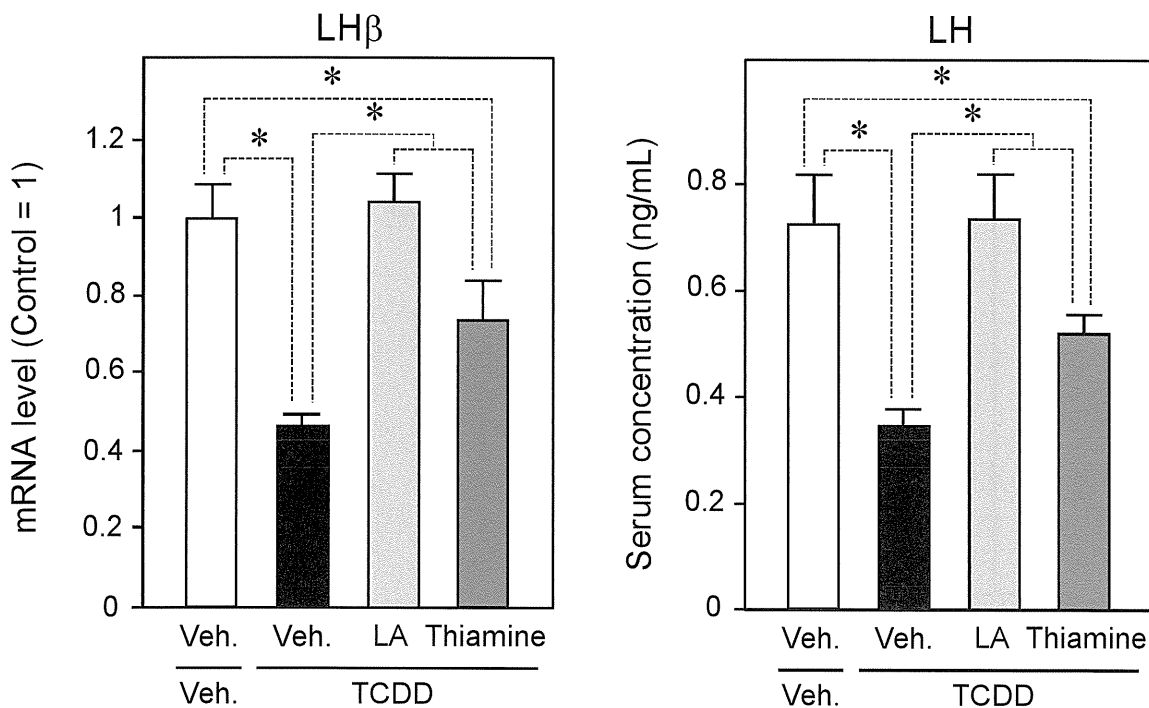 LHβ
mRNA level (Control = 1)
*
*
*
1.2
1
0.8
0.6
0.4
0.2
0
Veh. Veh. LA Thiamine
Veh. TCDD
LH
Serum concentration (ng/mL)
*
*
*
0.8
0.6
0.4
0.2
0
Veh. Veh. LA Thiamine
Veh. TCDD